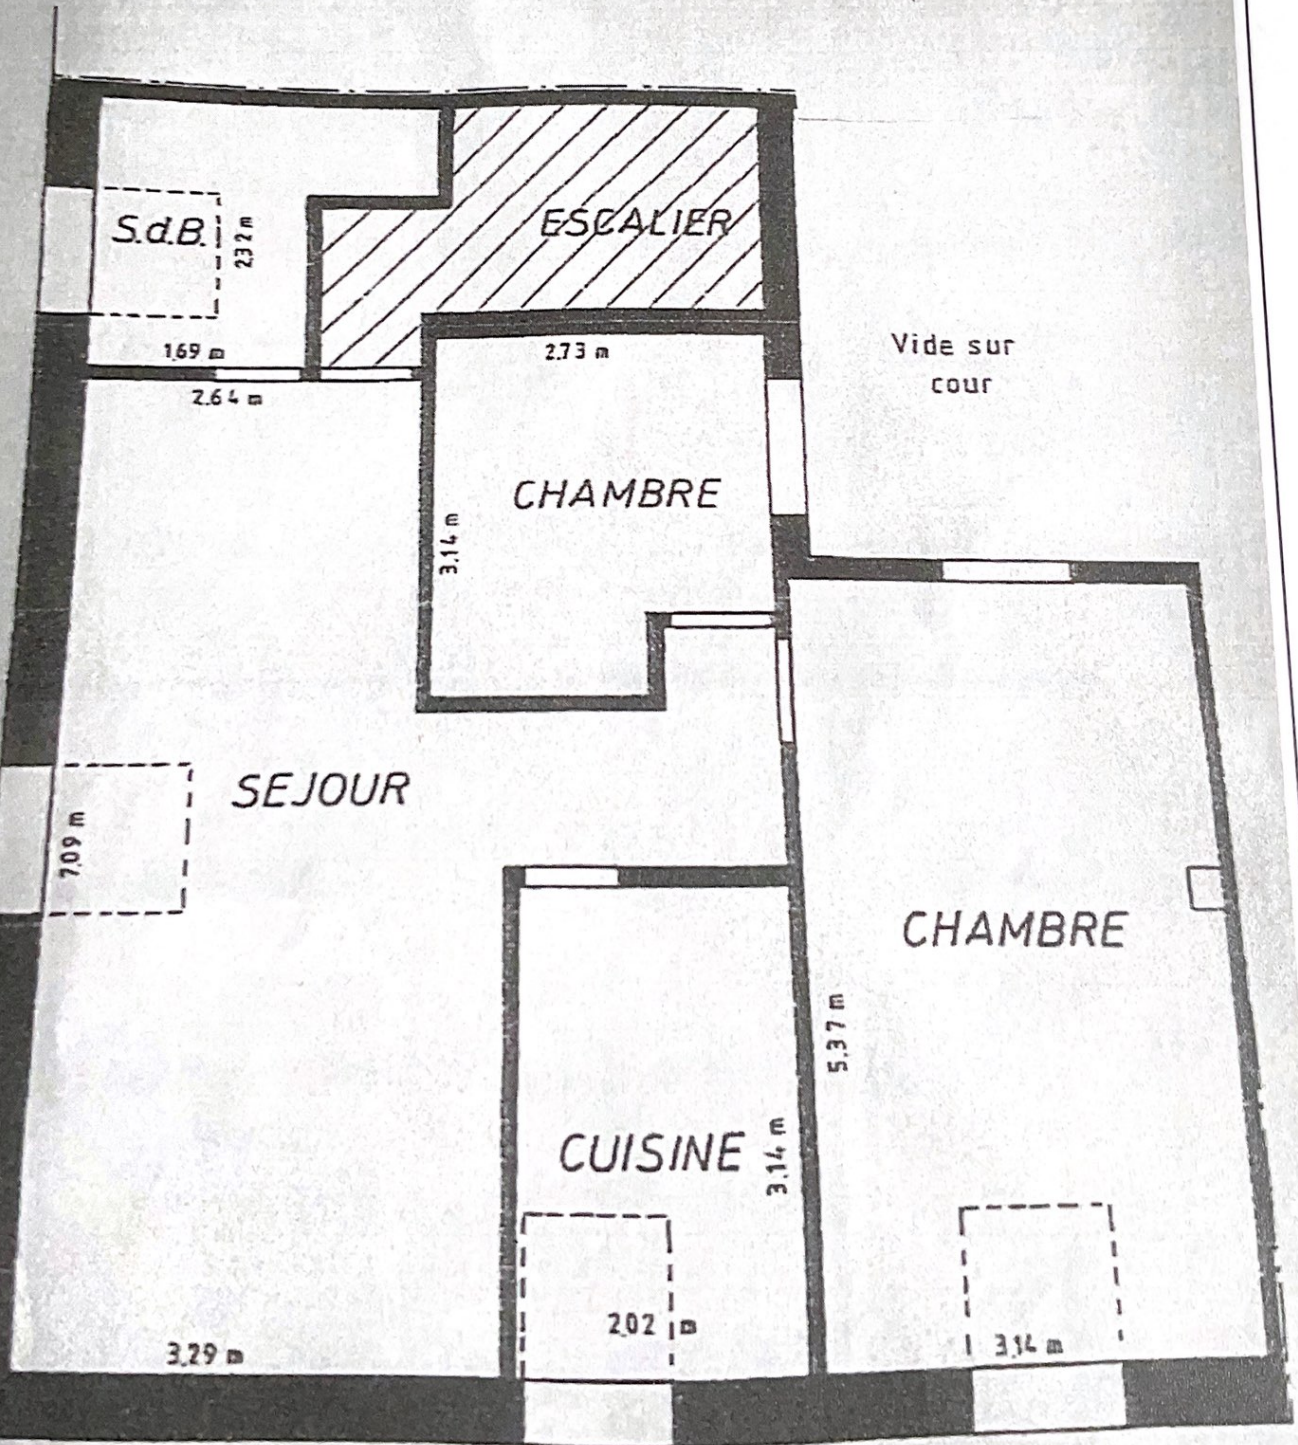 S.d.B.
2,32 m
ESCALIER
1,69 m
2.73 m
2.64 m
Vide sur
cour
CHAMBRE
3.14 m
SEJOUR
7,09 m
CHAMBRE
5.37 m
CUISINE
3.14 m
2,02 m
3,29 m
3,14 m